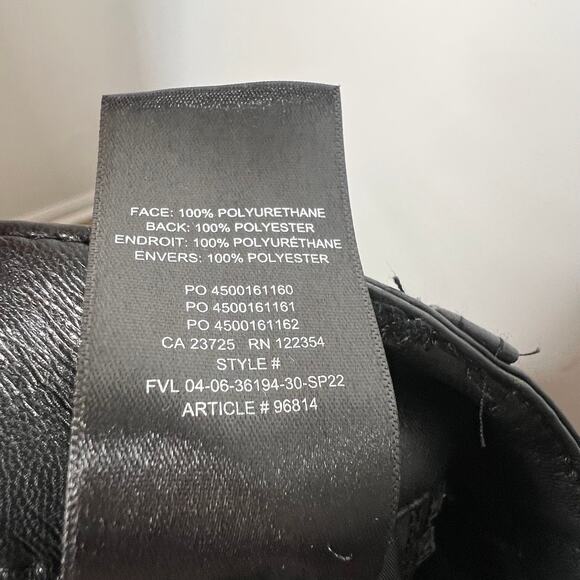 FACE: 100% POLYURETHANE
BACK: 100% POLYESTER
ENDROIT: 100% POLYURÉTHANE
ENVERS: 100% POLYESTER
PO 4500161160
PO 4500161161
PO 4500161162
CA 23725 RN 122354
STYLE #
FVL 04-06-36194-30-SP22
ARTICLE # 96814